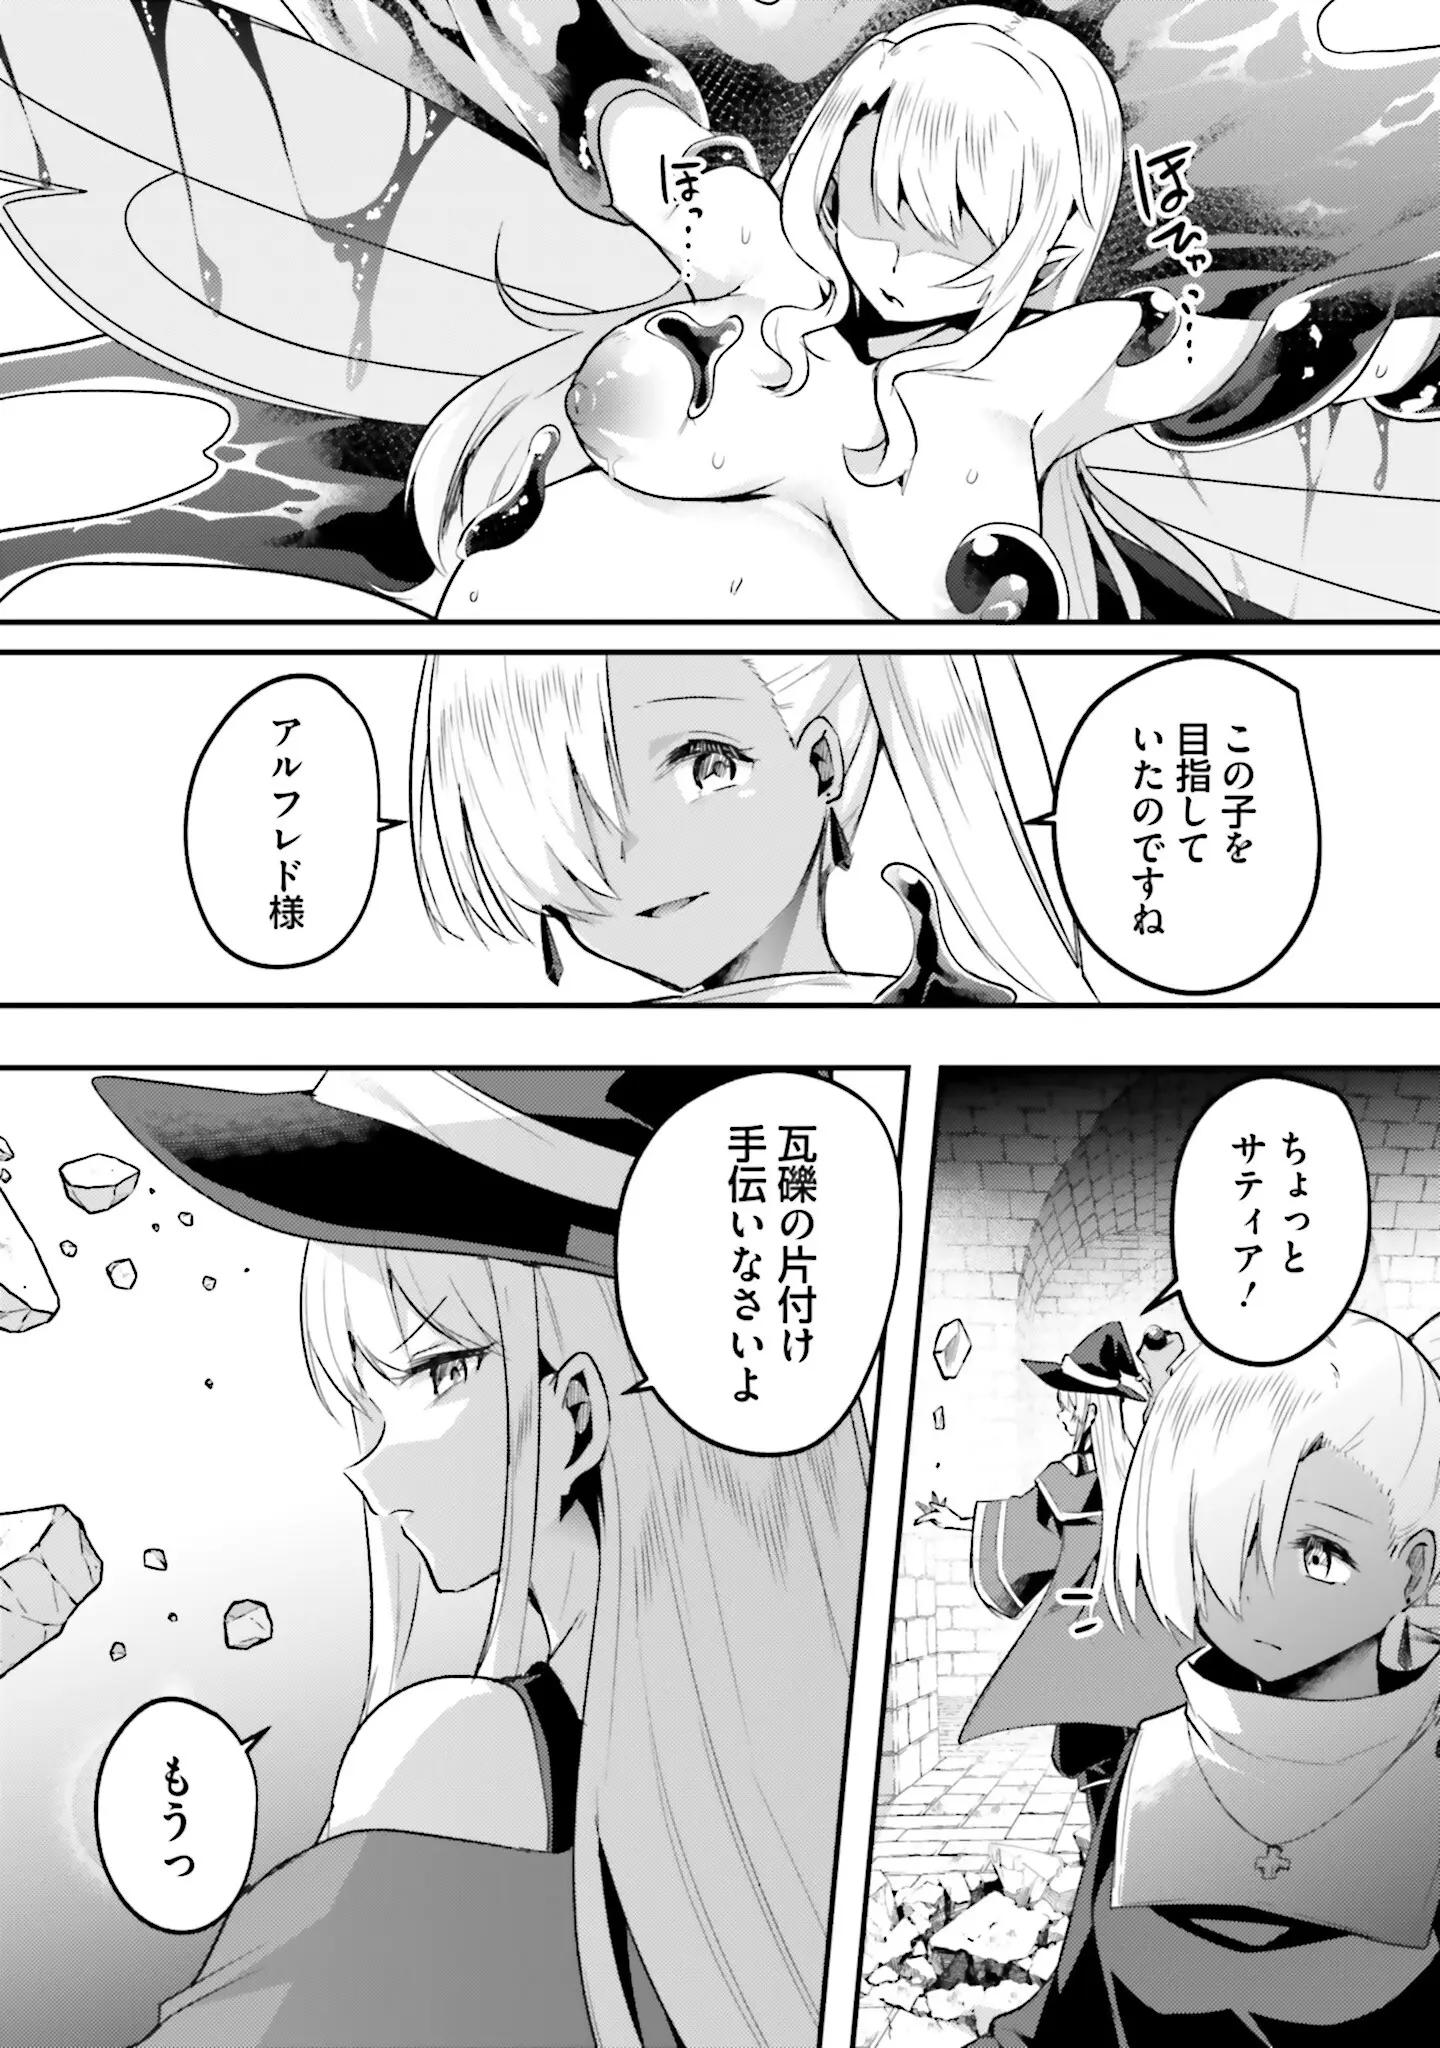 ほひゅ…
ほっ…
この子を
目指して
いたのですね
アルフレド様
ちょっと
サティア！
瓦礫の片付け
手伝いなさいよ
もうっ